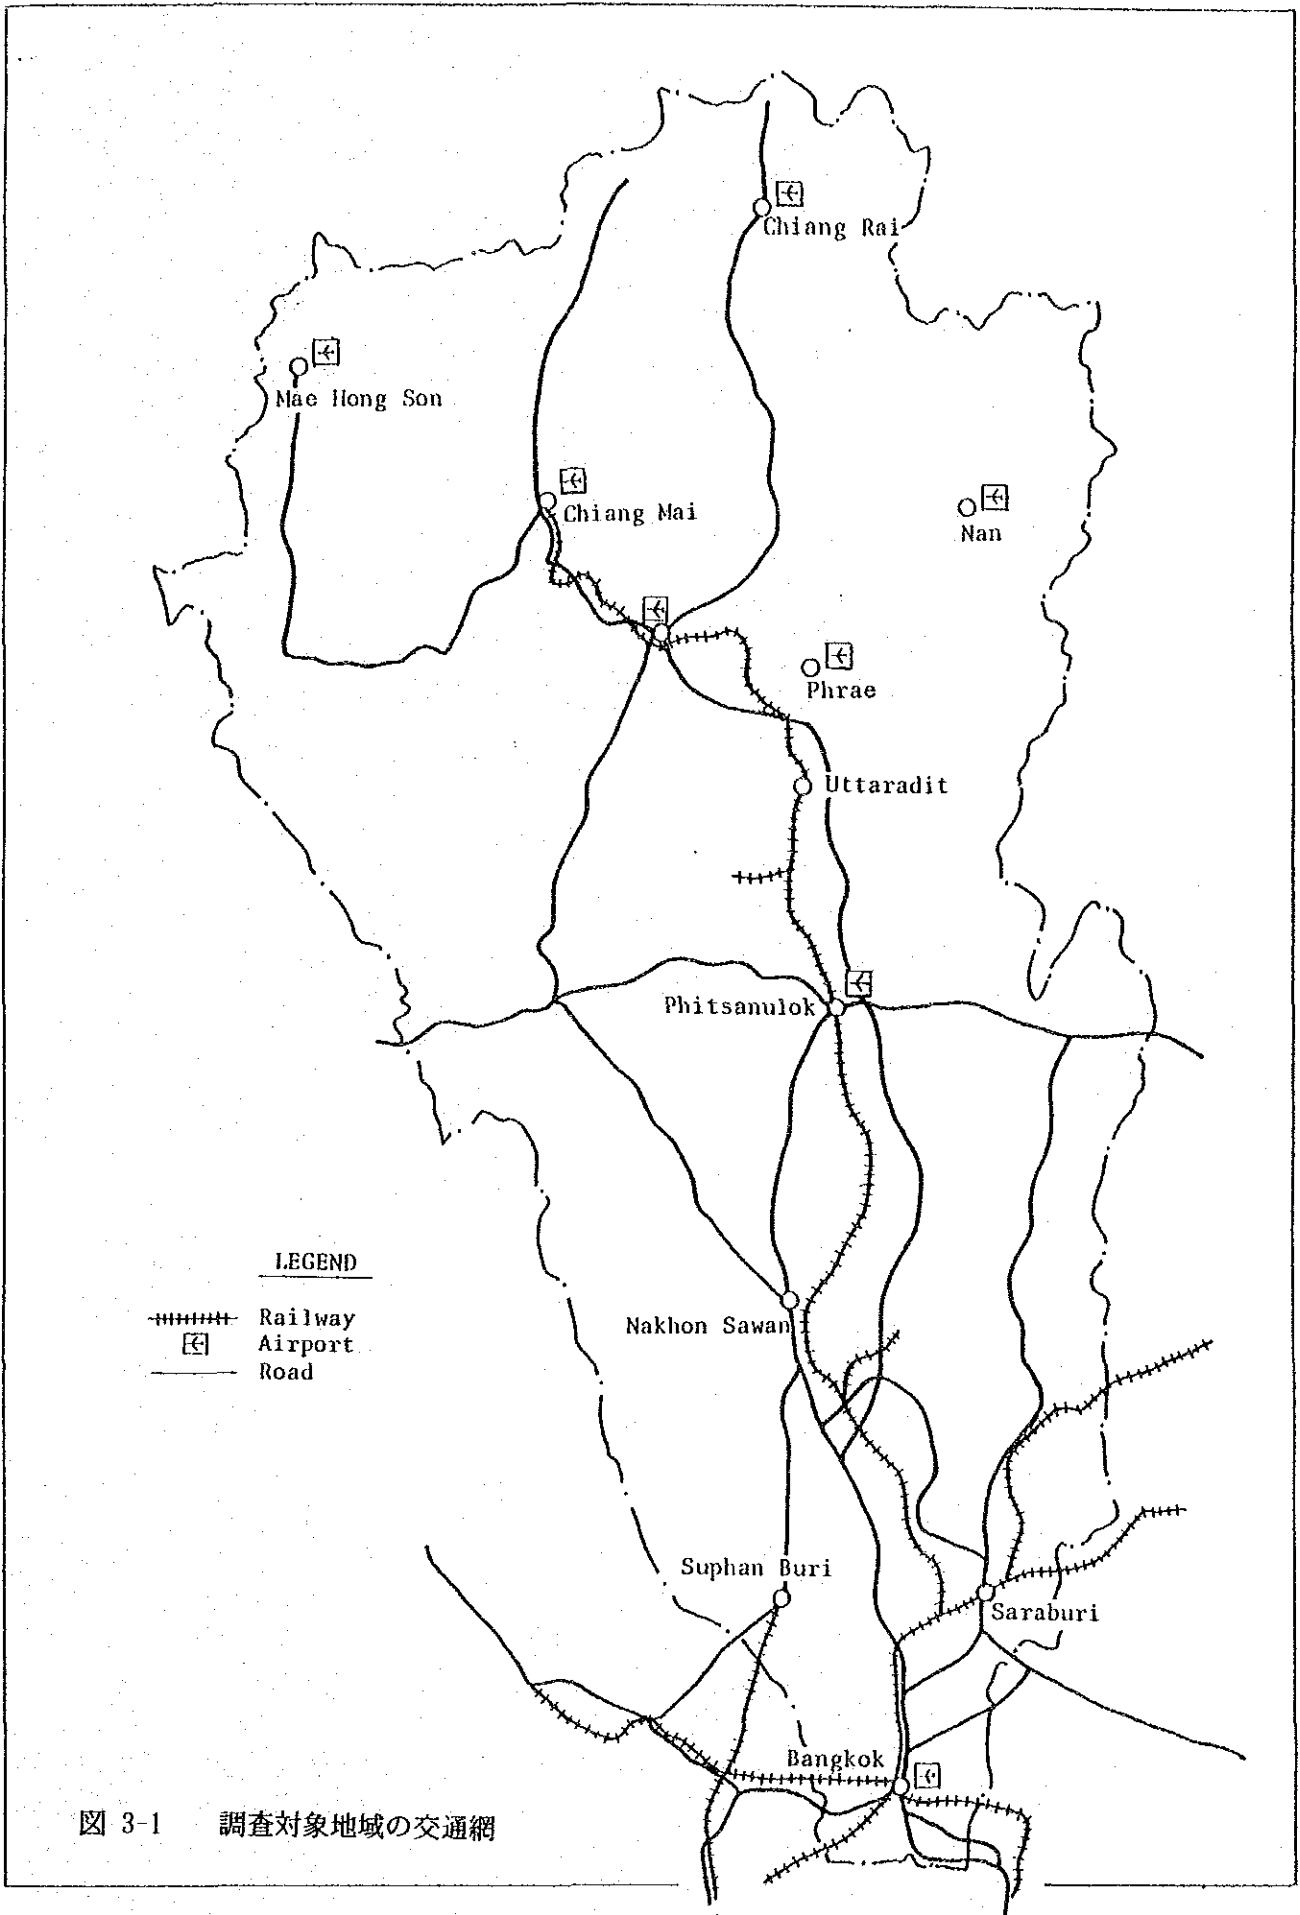 Chiang Rai
Mae Hong Son
Chiang Mai
Nan
Phrae
Uttaradit
Phitsanulok
Nakhon Sawan
LEGEND
Railway
Airport
Road
Suphan Buri
Saraburi
Bangkok
図 3-1 調査対象地域の交通網